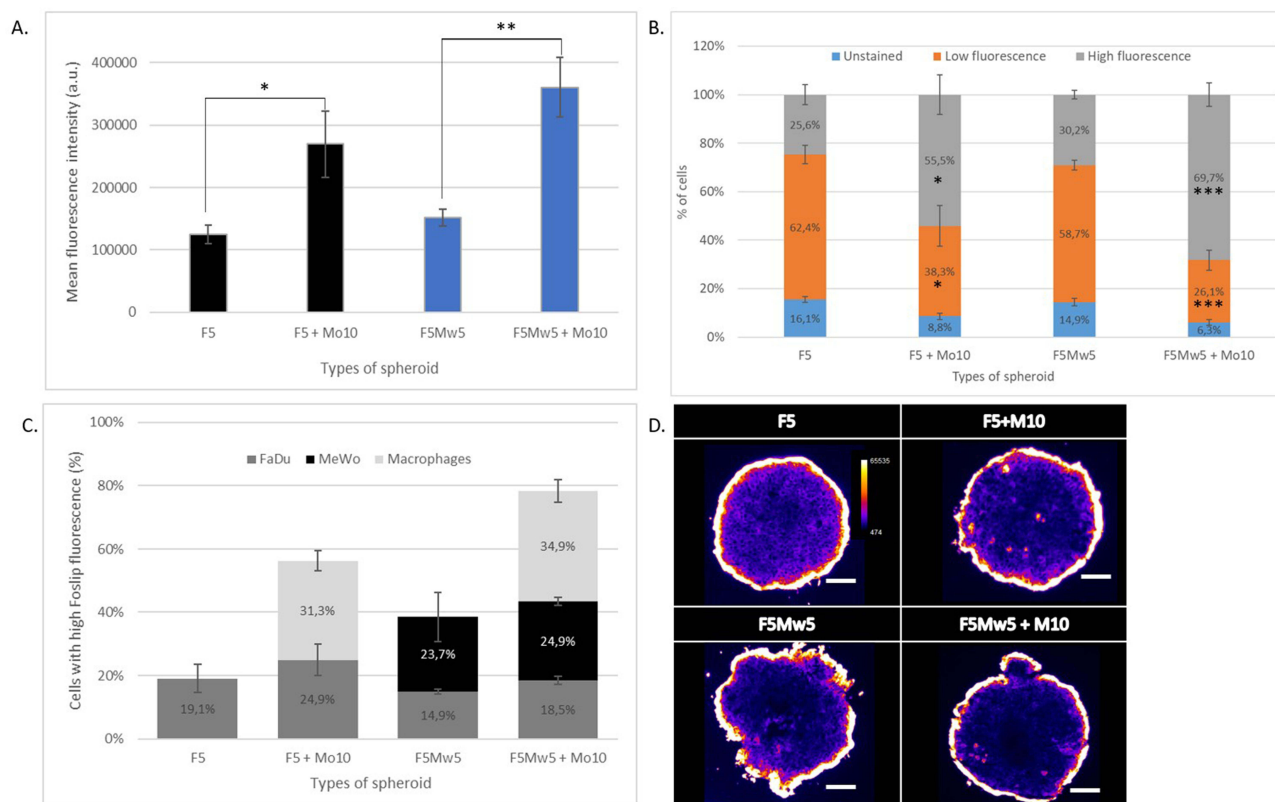 A.
Mean fluorescence intensity (a.u.)
400000
300000
200000
100000
0
*
**
F5
F5 + Mo10
F5Mw5
F5Mw5 + Mo10
Types of spheroid
B.
Unstained
Low fluorescence
High fluorescence
% of cells
120%
100%
80%
60%
40%
20%
0%
25,6%
62,4%
16,1%
55,5%
*
38,3%
*
8,8%
30,2%
58,7%
14,9%
69,7%
***
26,1%
***
6,3%
F5
F5 + Mo10
F5Mw5
F5Mw5 + Mo10
Types of spheroid
C.
FaDu
MeWo
Macrophages
Cells with high Foslip fluorescence (%)
100%
80%
60%
40%
20%
0%
19,1%
31,3%
24,9%
23,7%
14,9%
34,9%
24,9%
18,5%
F5
F5 + Mo10
F5Mw5
F5Mw5 + Mo10
Types of spheroid
D.
F5
F5+M10
65535
474
F5Mw5
F5Mw5 + M10